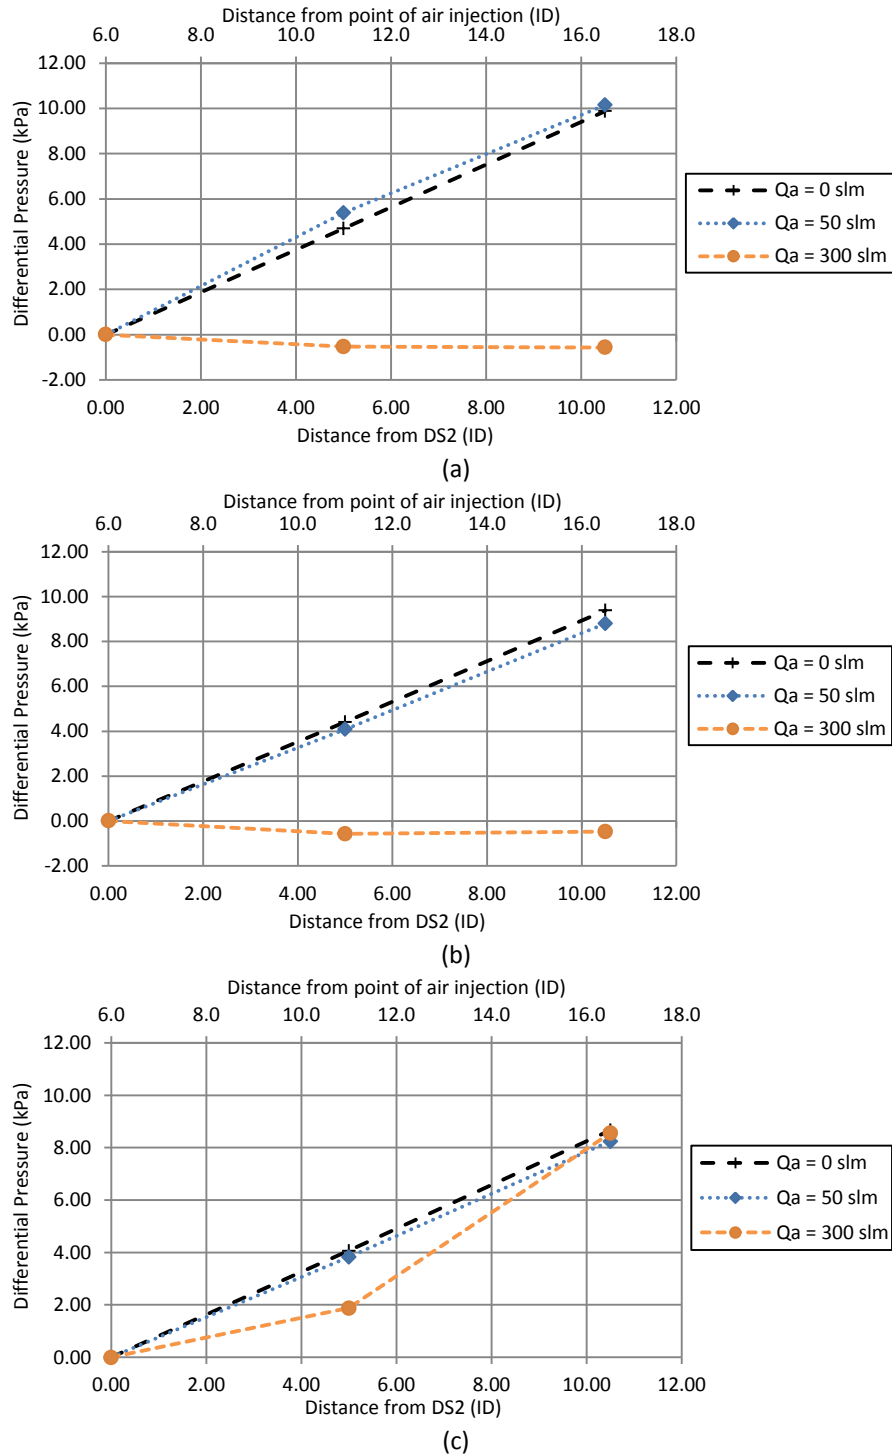 Distance from point of air injection (ID)
6.0 8.0 10.0 12.0 14.0 16.0 18.0
12.00
10.00
8.00
6.00
4.00
2.00
0.00
-2.00
Differential Pressure (kPa)
0.00 2.00 4.00 6.00 8.00 10.00 12.00
Distance from DS2 (ID)
Qa = 0 slm
Qa = 50 slm
Qa = 300 slm
(a)
Distance from point of air injection (ID)
6.0 8.0 10.0 12.0 14.0 16.0 18.0
12.00
10.00
8.00
6.00
4.00
2.00
0.00
-2.00
Differential Pressure (kPa)
0.00 2.00 4.00 6.00 8.00 10.00 12.00
Distance from DS2 (ID)
Qa = 0 slm
Qa = 50 slm
Qa = 300 slm
(b)
Distance from point of air injection (ID)
6.0 8.0 10.0 12.0 14.0 16.0 18.0
12.00
10.00
8.00
6.00
4.00
2.00
0.00
Differential Pressure (kPa)
0.00 2.00 4.00 6.00 8.00 10.00 12.00
Distance from DS2 (ID)
Qa = 0 slm
Qa = 50 slm
Qa = 300 slm
(c)